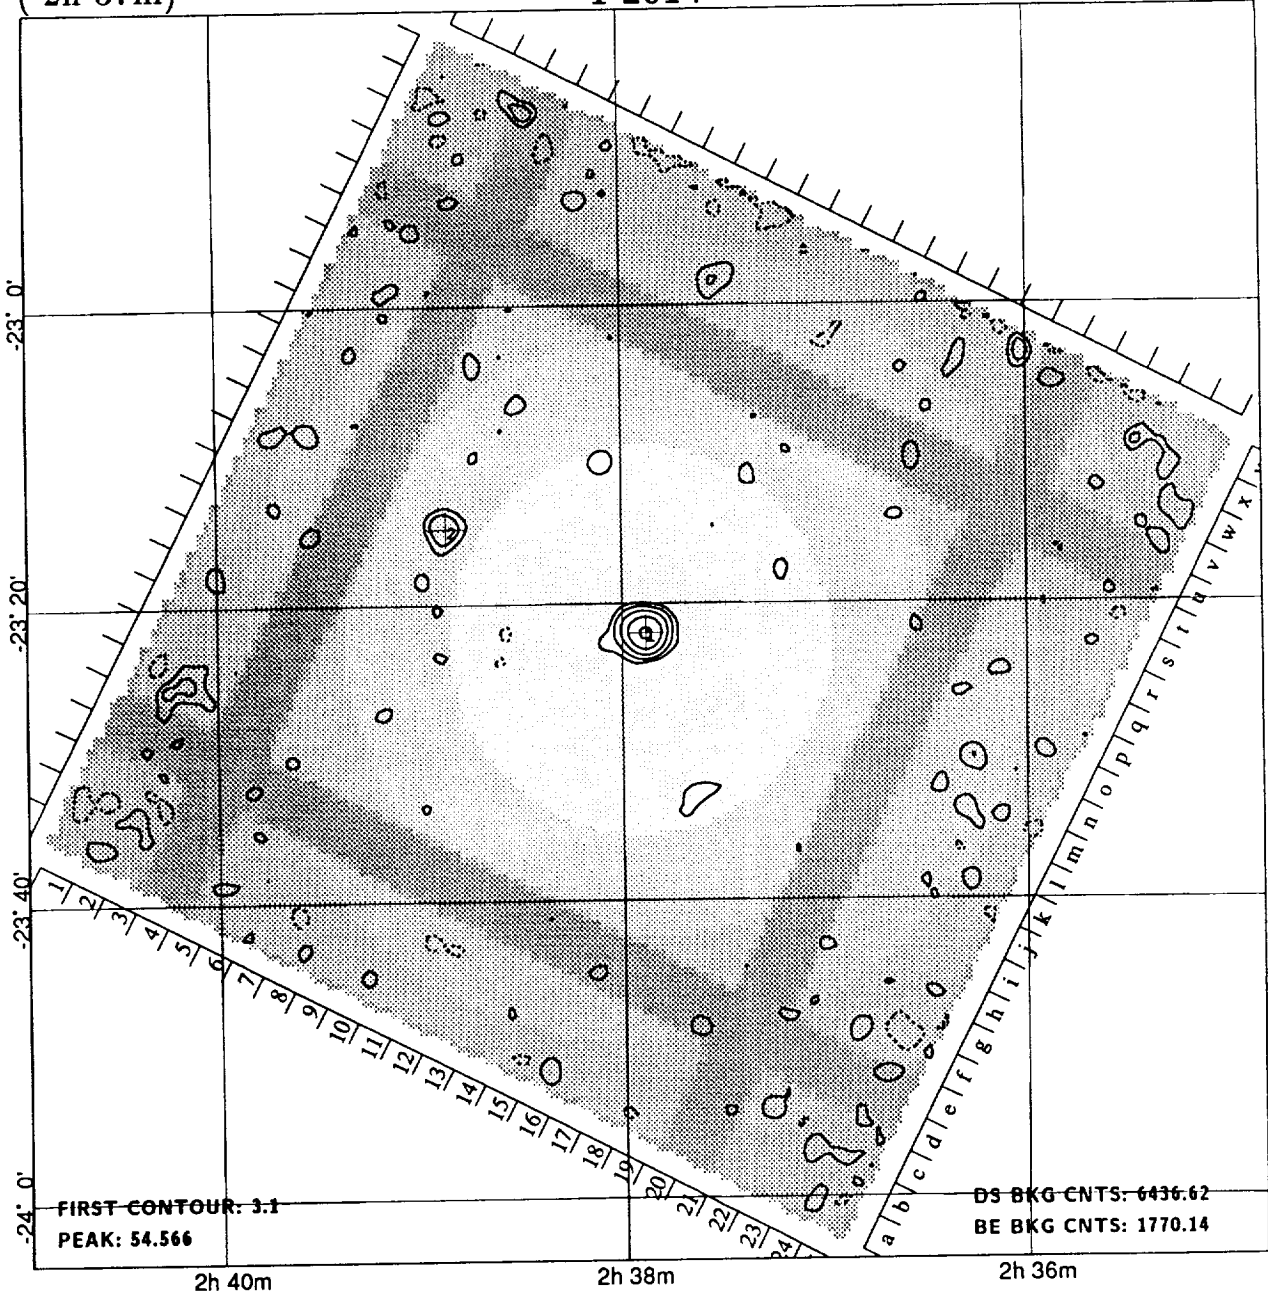 -23° 0'
-23° 20'
-23° 40'
-24° 0'
1 2 3 4 5 6 7 8 9 10 11 12 13 14 15 16 17 18 19 20 21 22 23 24
a b c d e f g h i j k l m n o p q r s t u v w x
FIRST CONTOUR: 3.1
PEAK: 54.566
DS BKG CNTS: 6436.62
BE BKG CNTS: 1770.14
2h 40m
2h 38m
2h 36m